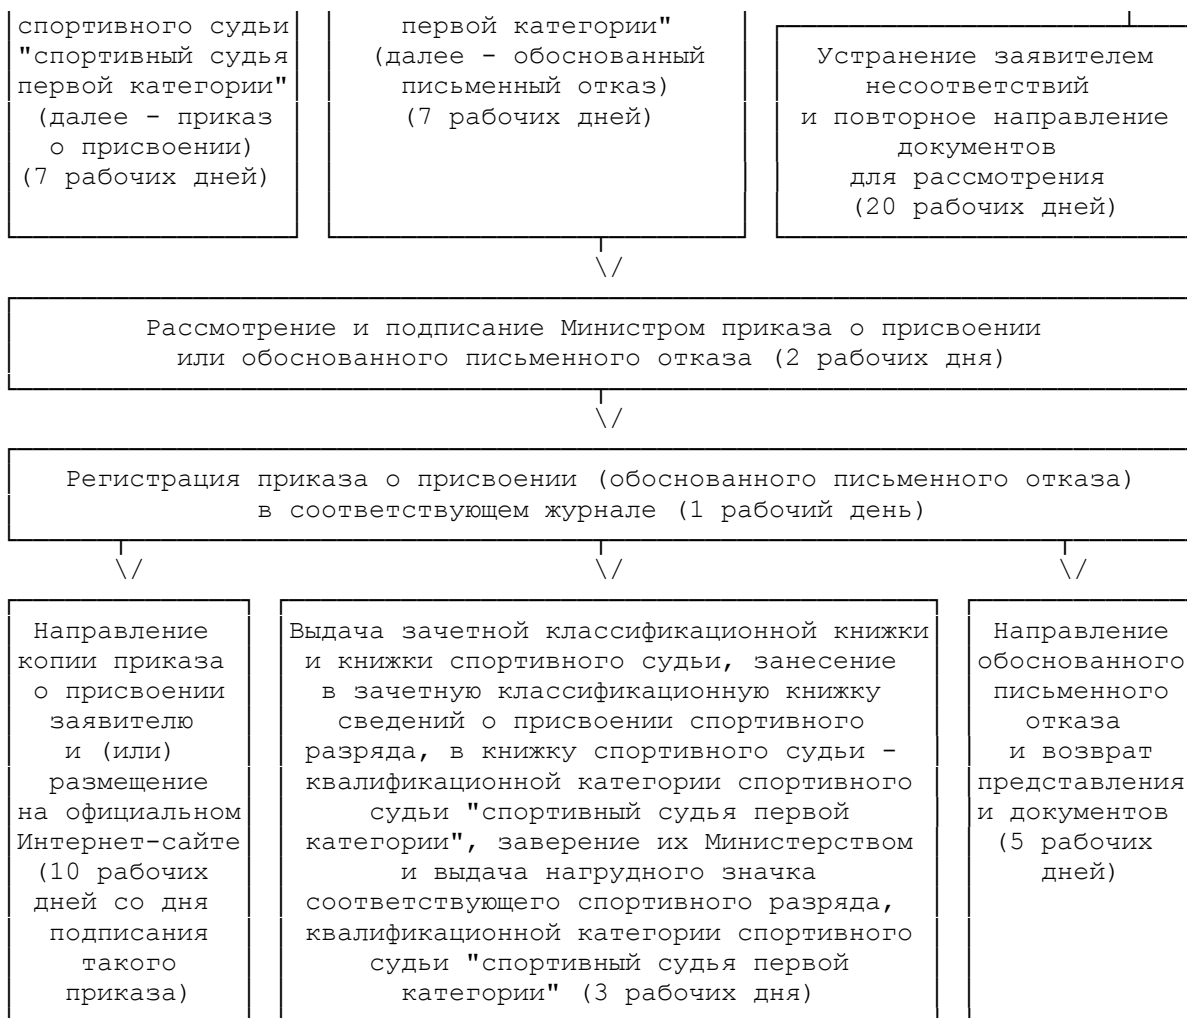 спортивного судьи
"спортивный судья
первой категории"
(далее - приказ
о присвоении)
(7 рабочих дней)
первой категории"
(далее - обоснованный
письменный отказ)
(7 рабочих дней)
Устранение заявителем
несоответствий
и повторное направление
документов
для рассмотрения
(20 рабочих дней)
\/
Рассмотрение и подписание Министром приказа о присвоении
или обоснованного письменного отказа (2 рабочих дня)
\/
Регистрация приказа о присвоении (обоснованного письменного отказа)
в соответствующем журнале (1 рабочий день)
\/ \/ \/
Направление
копии приказа
о присвоении
заявителю
и (или)
размещение
на официальном
Интернет-сайте
(10 рабочих
дней со дня
подписания
такого
приказа)
Выдача зачетной классификационной книжки
и книжки спортивного судьи, занесение
в зачетную классификационную книжку
сведений о присвоении спортивного
разряда, в книжку спортивного судьи -
квалификационной категории спортивного
судьи "спортивный судья первой
категории", заверение их Министерством
и выдача нагрудного значка
соответствующего спортивного разряда,
квалификационной категории спортивного
судьи "спортивный судья первой
категории" (3 рабочих дня)
Направление
обоснованного
письменного
отказа
и возврат
представления
и документов
(5 рабочих
дней)